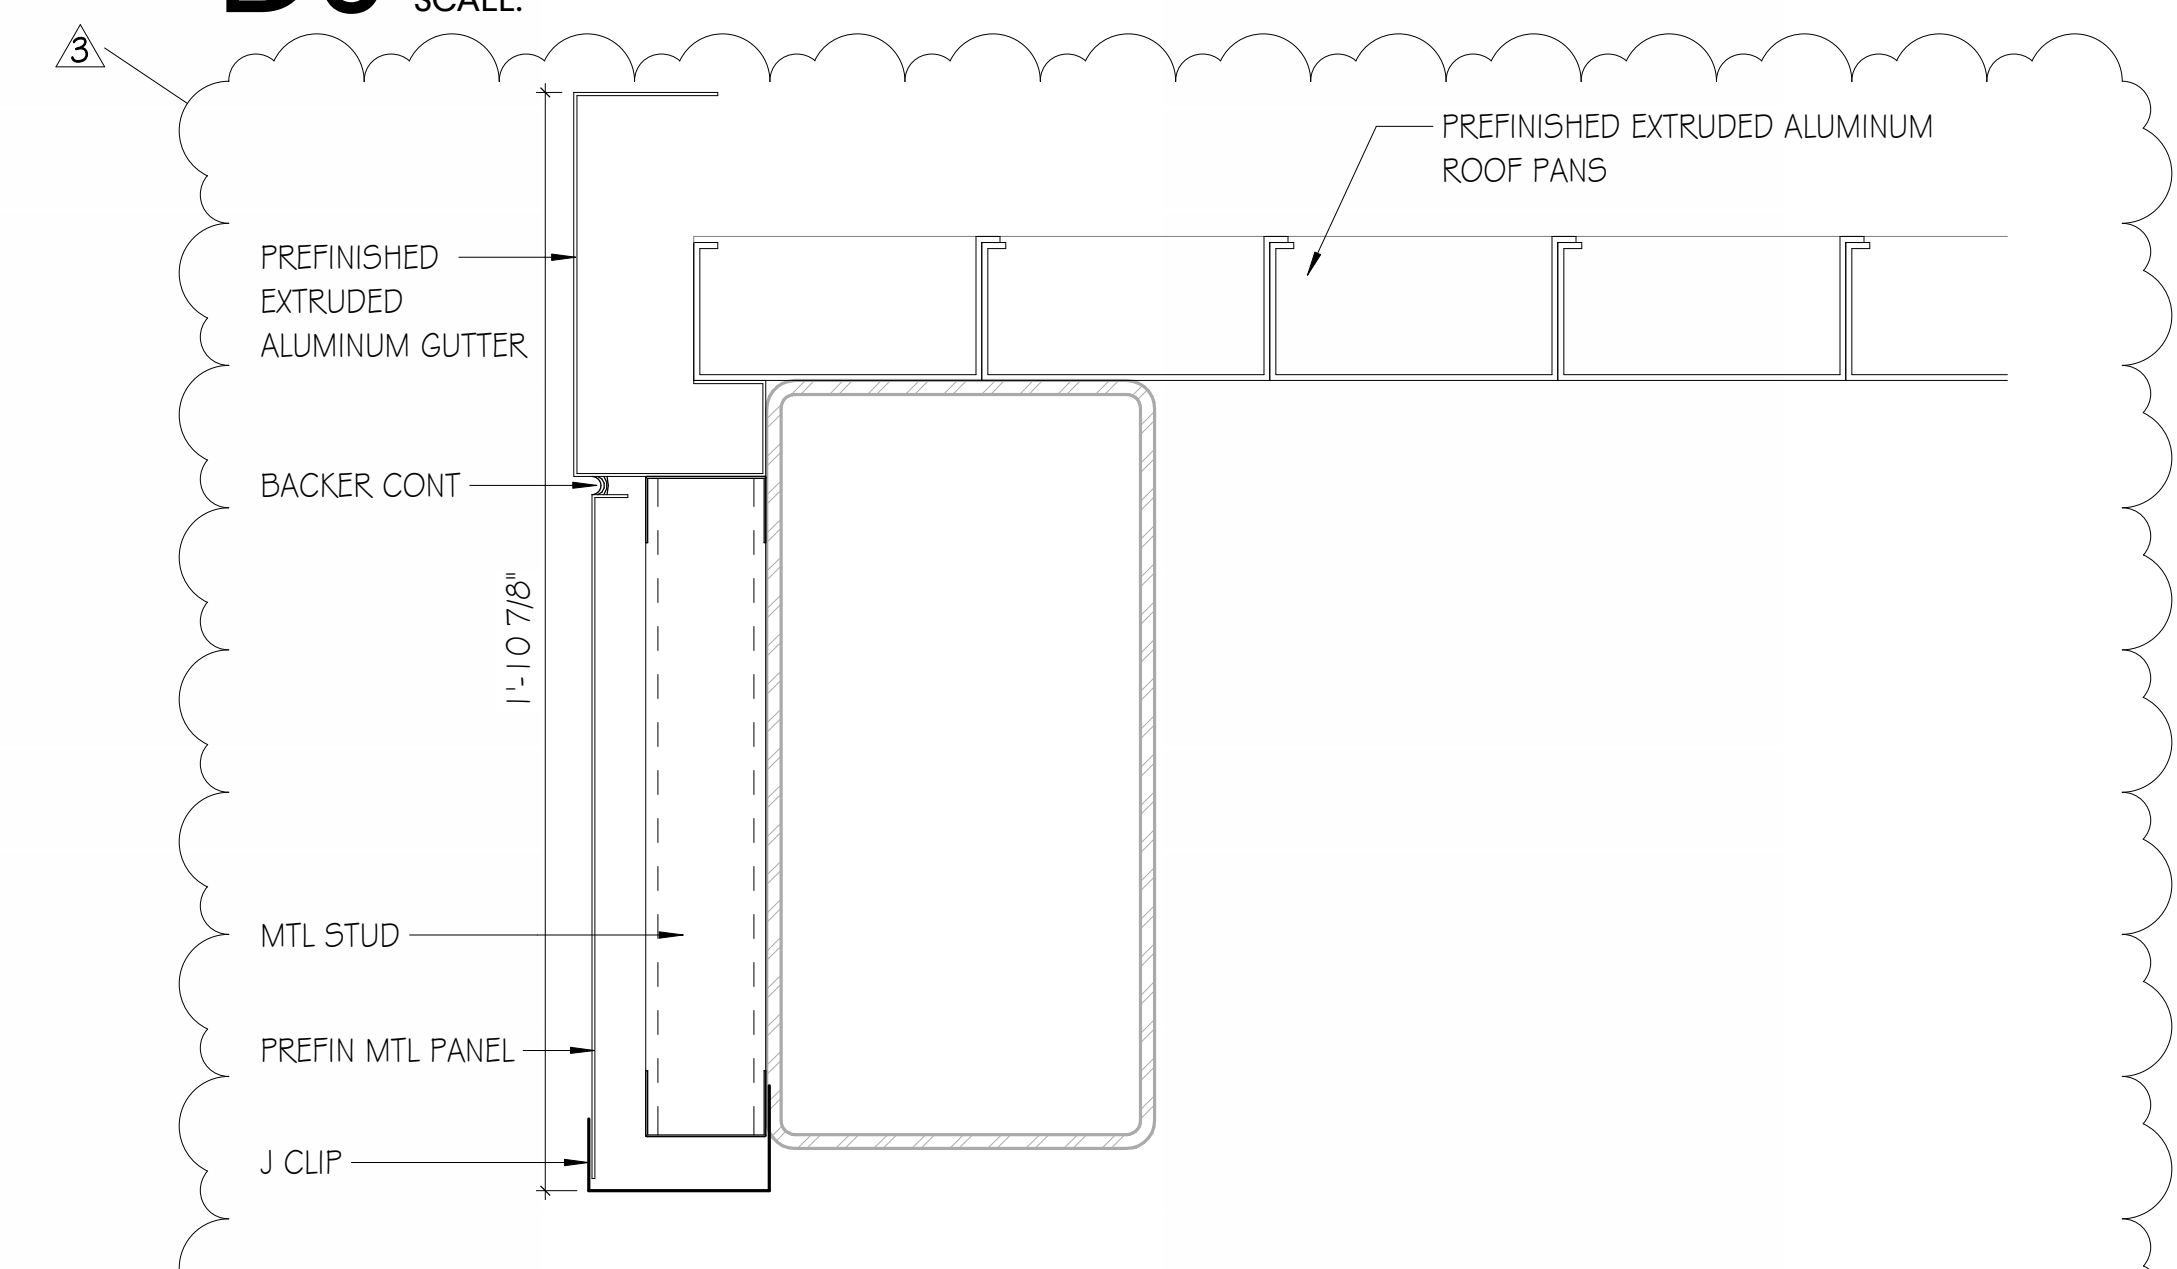 SCALE:
3
PREFINISHED EXTRUDED ALUMINUM
ROOF PANS
PREFINISHED
EXTRUDED
ALUMINUM GUTTER
BACKER CONT
1'-10 7/8"
MTL STUD
PREFIN MTL PANEL
J CLIP